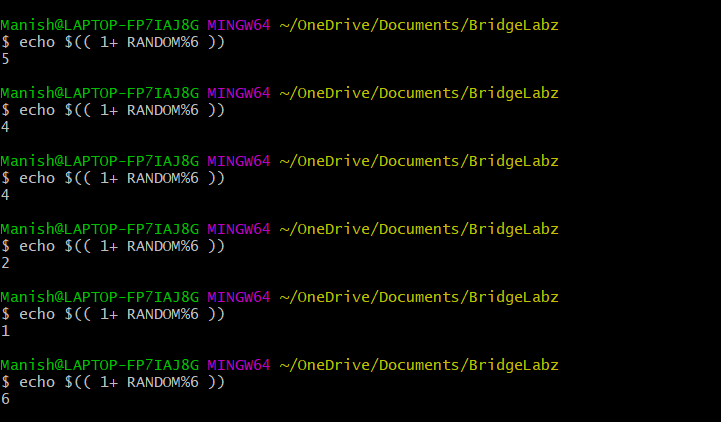 Manish@LAPTOP-FP7IAJ8G MINGW64 ~/OneDrive/Documents/BridgeLabz
$ echo $(( 1+ RANDOM%6 ))
5
Manish@LAPTOP-FP7IAJ8G MINGW64 ~/OneDrive/Documents/BridgeLabz
$ echo $(( 1+ RANDOM%6 ))
4
Manish@LAPTOP-FP7IAJ8G MINGW64 ~/OneDrive/Documents/BridgeLabz
$ echo $(( 1+ RANDOM%6 ))
4
Manish@LAPTOP-FP7IAJ8G MINGW64 ~/OneDrive/Documents/BridgeLabz
$ echo $(( 1+ RANDOM%6 ))
2
Manish@LAPTOP-FP7IAJ8G MINGW64 ~/OneDrive/Documents/BridgeLabz
$ echo $(( 1+ RANDOM%6 ))
1
Manish@LAPTOP-FP7IAJ8G MINGW64 ~/OneDrive/Documents/BridgeLabz
$ echo $(( 1+ RANDOM%6 ))
6